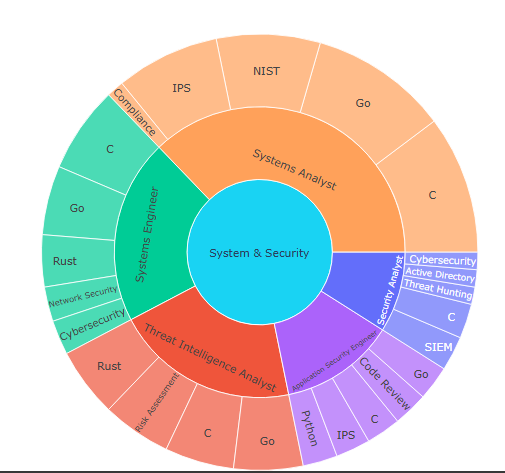 System & Security
Systems Analyst
C
Go
NIST
IPS
Compliance
Systems Engineer
C
Go
Rust
Network Security
Cybersecurity
Threat Intelligence Analyst
Rust
Risk Assessment
C
Go
Application Security Engineer
Python
IPS
C
Code Review
Go
Security Analyst
SIEM
C
Threat Hunting
Active Directory
Cybersecurity